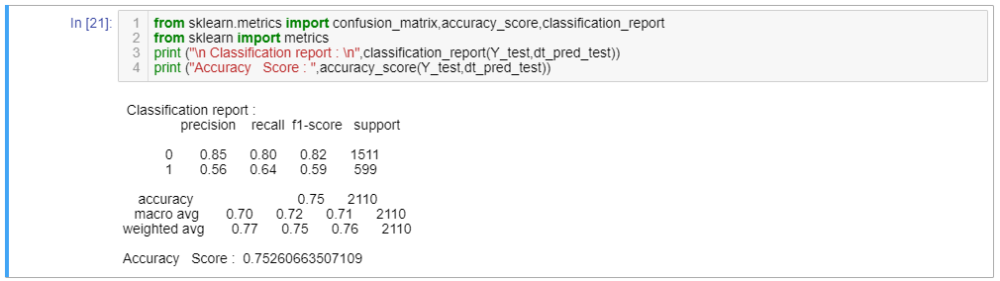 In [21]:
1 from sklearn.metrics import confusion_matrix,accuracy_score,classification_report
2 from sklearn import metrics
3 print ("\n Classification report : \n",classification_report(Y_test,dt_pred_test))
4 print ("Accuracy   Score : ",accuracy_score(Y_test,dt_pred_test))
Classification report :
precision recall f1-score support
0 0.85 0.80 0.82 1511
1 0.56 0.64 0.59 599
accuracy 0.75 2110
macro avg 0.70 0.72 0.71 2110
weighted avg 0.77 0.75 0.76 2110
Accuracy   Score :  0.75260663507109